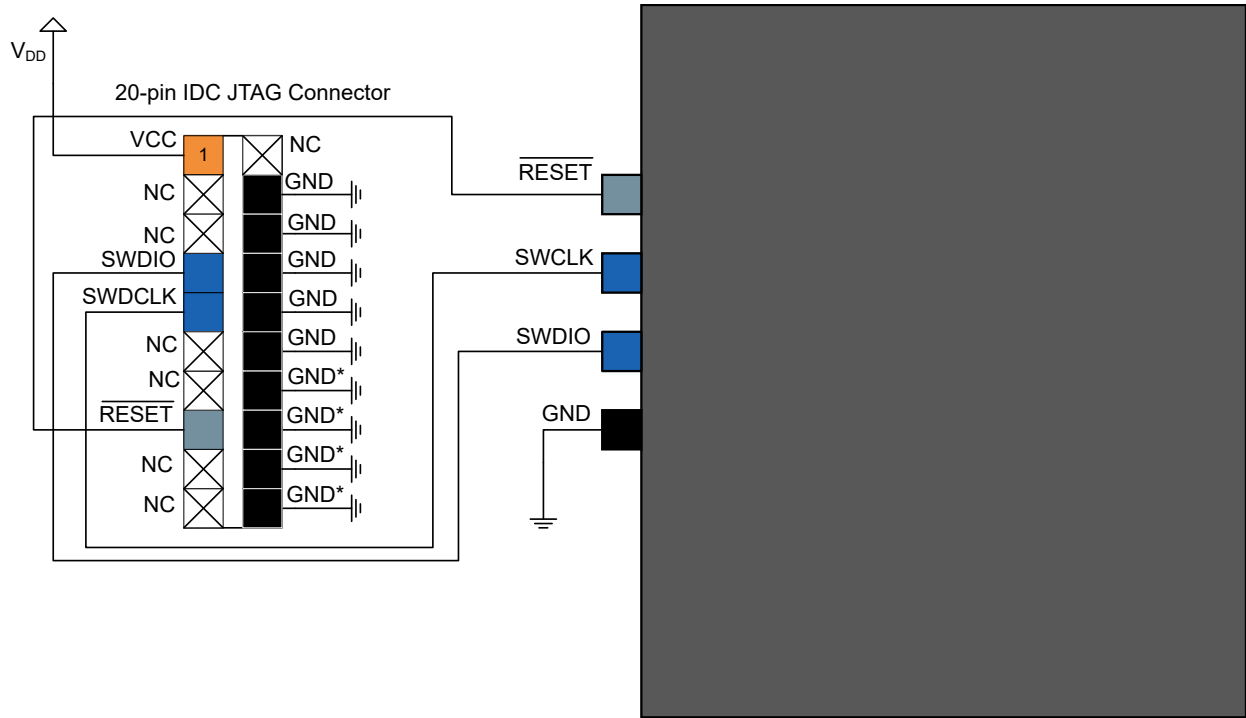 VDD
20-pin IDC JTAG Connector
VCC
1
NC
NC
GND
NC
GND
SWDIO
GND
SWDCLK
GND
NC
GND
NC
GND*
RESET
GND*
NC
GND*
NC
GND*
RESET
SWCLK
SWDIO
GND